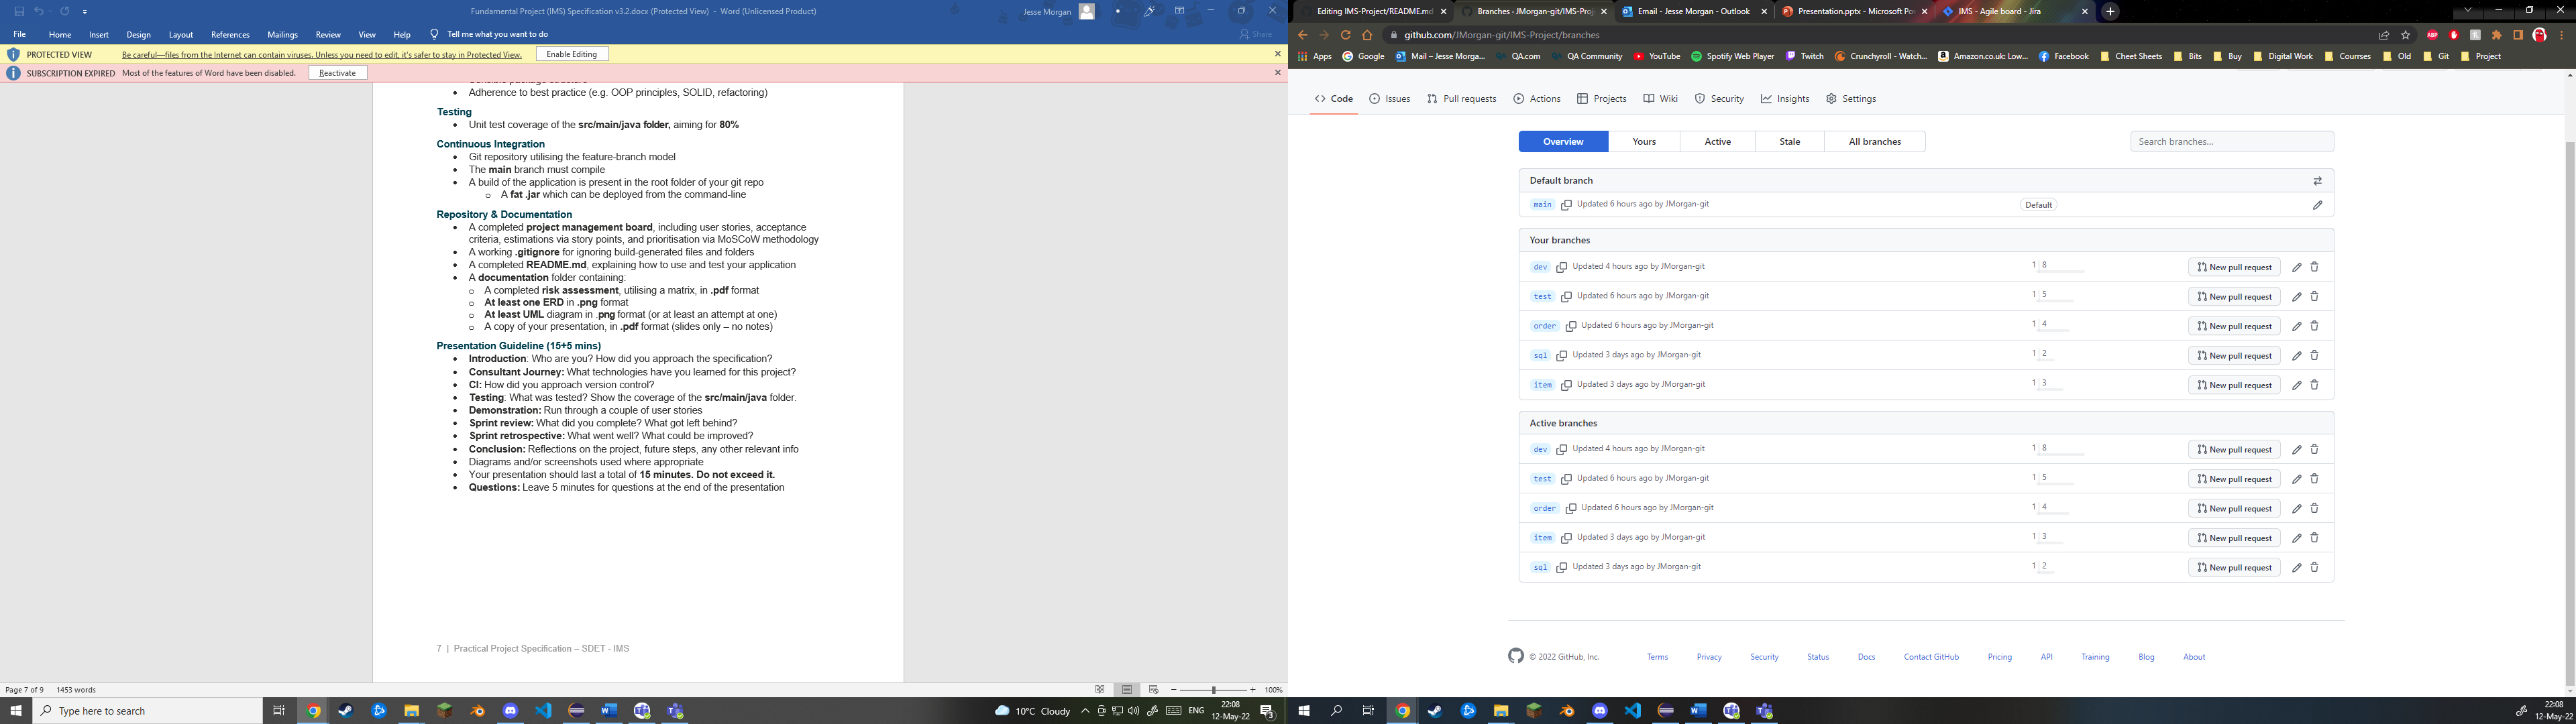 Fundamental Project (IMS) Specification v3.2.docx (Protected View) - Word (Unlicensed Product)
Jesse Morgan
File Home Insert Design Layout References Mailings Review View Help Tell me what you want to do
Share
PROTECTED VIEW Be careful—files from the Internet can contain viruses. Unless you need to edit, it's safer to stay in Protected View. Enable Editing
SUBSCRIPTION EXPIRED Most of the features of Word have been disabled. Reactivate
• Adherence to best practice (e.g. OOP principles, SOLID, refactoring)
Testing
• Unit test coverage of the src/main/java folder, aiming for 80%
Continuous Integration
• Git repository utilising the feature-branch model
• The main branch must compile
• A build of the application is present in the root folder of your git repo
o A fat .jar which can be deployed from the command-line
Repository & Documentation
• A completed project management board, including user stories, acceptance
criteria, estimations via story points, and prioritisation via MoSCoW methodology
• A working .gitignore for ignoring build-generated files and folders
• A completed README.md, explaining how to use and test your application
• A documentation folder containing:
o A completed risk assessment, utilising a matrix, in .pdf format
o At least one ERD in .png format
o At least UML diagram in .png format (or at least an attempt at one)
o A copy of your presentation, in .pdf format (slides only – no notes)
Presentation Guideline (15+5 mins)
• Introduction: Who are you? How did you approach the specification?
• Consultant Journey: What technologies have you learned for this project?
• CI: How did you approach version control?
• Testing: What was tested? Show the coverage of the src/main/java folder.
• Demonstration: Run through a couple of user stories
• Sprint review: What did you complete? What got left behind?
• Sprint retrospective: What went well? What could be improved?
• Conclusion: Reflections on the project, future steps, any other relevant info
• Diagrams and/or screenshots used where appropriate
• Your presentation should last a total of 15 minutes. Do not exceed it.
• Questions: Leave 5 minutes for questions at the end of the presentation
7 | Practical Project Specification – SDET - IMS
Page 7 of 9 1453 words
100%
Type here to search
10°C Cloudy
ENG
22:08
12-May-22
3
Editing IMS-Project/README.md
Branches · JMorgan-git/IMS-Proj
Email - Jesse Morgan - Outlook
Presentation.pptx - Microsoft Po
IMS - Agile board - Jira
github.com/JMorgan-git/IMS-Project/branches
ABP
Apps Google Mail – Jesse Morga... QA.com QA Community YouTube Spotify Web Player Twitch Crunchyroll - Watch... Amazon.co.uk: Low... Facebook Cheet Sheets Bits Buy Digital Work Courrses Old Git Project
Code Issues Pull requests Actions Projects Wiki Security Insights Settings
Overview Yours Active Stale All branches
Search branches...
Default branch
main Updated 6 hours ago by JMorgan-git Default
Your branches
dev Updated 4 hours ago by JMorgan-git 1 8 New pull request
test Updated 6 hours ago by JMorgan-git 1 5 New pull request
order Updated 6 hours ago by JMorgan-git 1 4 New pull request
sql Updated 3 days ago by JMorgan-git 1 2 New pull request
item Updated 3 days ago by JMorgan-git 1 3 New pull request
Active branches
dev Updated 4 hours ago by JMorgan-git 1 8 New pull request
test Updated 6 hours ago by JMorgan-git 1 5 New pull request
order Updated 6 hours ago by JMorgan-git 1 4 New pull request
item Updated 3 days ago by JMorgan-git 1 3 New pull request
sql Updated 3 days ago by JMorgan-git 1 2 New pull request
© 2022 GitHub, Inc. Terms Privacy Security Status Docs Contact GitHub Pricing API Training Blog About
22:08
12-May-22